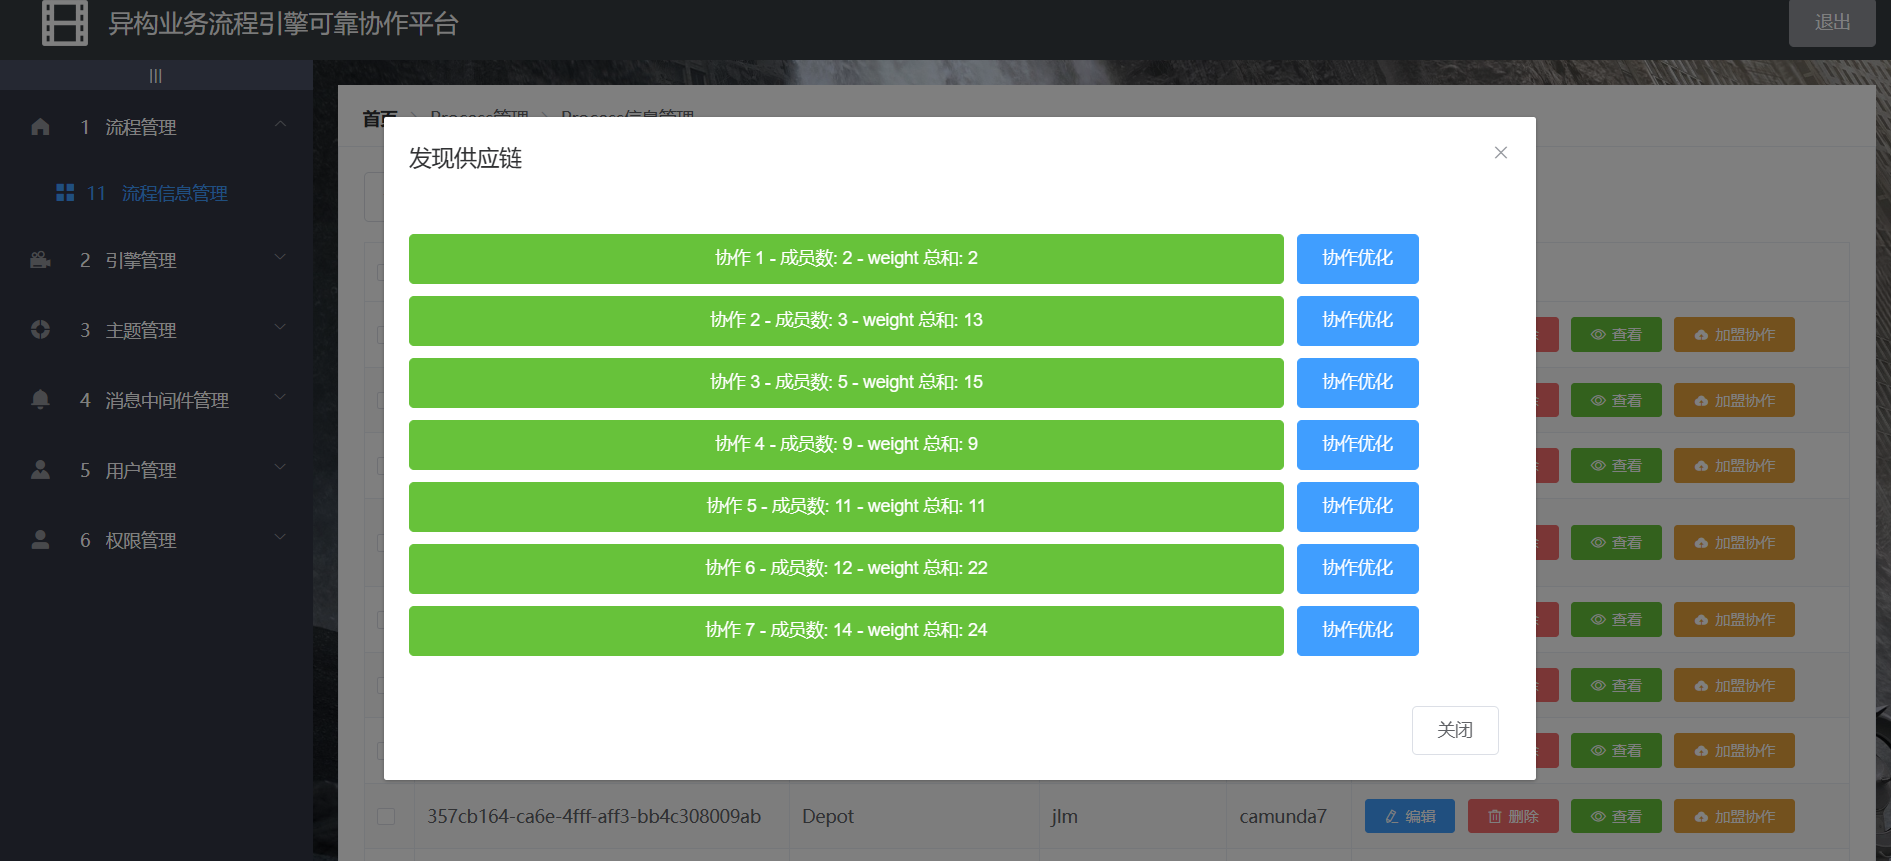 异构业务流程引擎可靠协作平台
退出
|||
1 流程管理
11 流程信息管理
2 引擎管理
3 主题管理
4 消息中间件管理
5 用户管理
6 权限管理
首页 > Process管理 > Process信息管理
发现供应链
协作 1 - 成员数: 2 - weight 总和: 2 协作优化
协作 2 - 成员数: 3 - weight 总和: 13 协作优化
协作 3 - 成员数: 5 - weight 总和: 15 协作优化
协作 4 - 成员数: 9 - weight 总和: 9 协作优化
协作 5 - 成员数: 11 - weight 总和: 11 协作优化
协作 6 - 成员数: 12 - weight 总和: 22 协作优化
协作 7 - 成员数: 14 - weight 总和: 24 协作优化
关闭
查看 加盟协作
查看 加盟协作
查看 加盟协作
查看 加盟协作
查看 加盟协作
查看 加盟协作
查看 加盟协作
357cb164-ca6e-4fff-aff3-bb4c308009ab Depot jlm camunda7 编辑 删除 查看 加盟协作